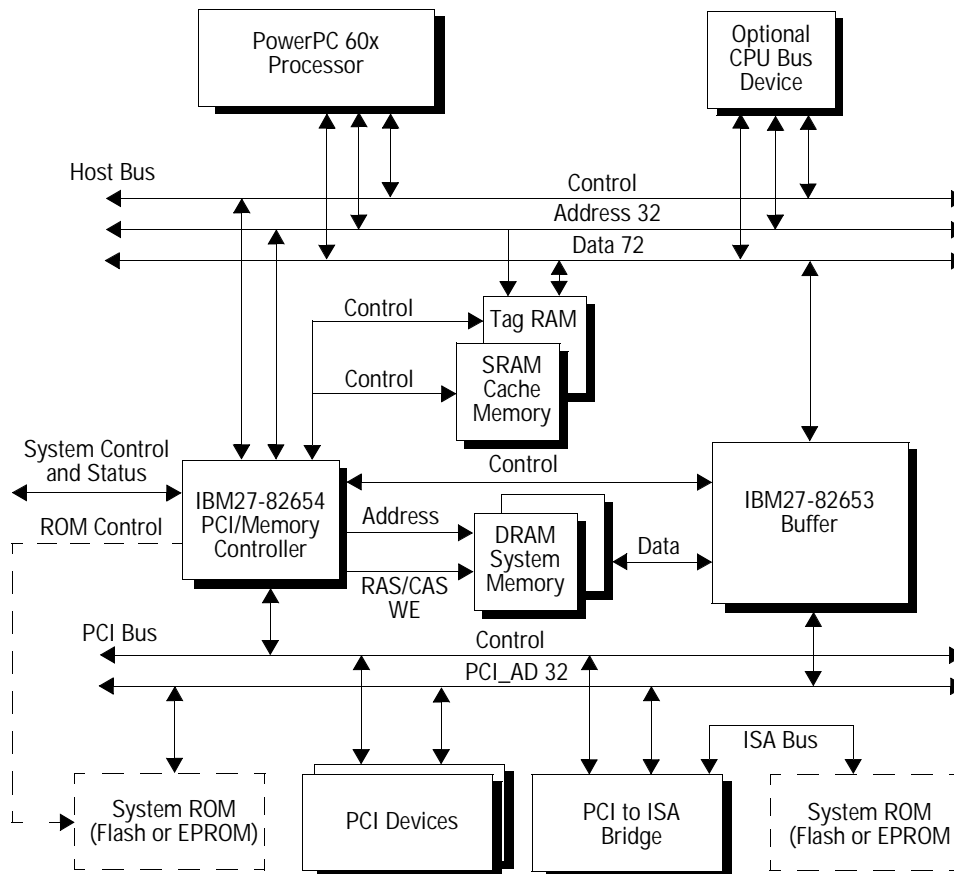 PowerPC 60x
Processor
Optional
CPU Bus
Device
Host Bus
Control
Address 32
Data 72
Control
Tag RAM
Control
SRAM
Cache
Memory
System Control
and Status
Control
IBM27-82654
PCI/Memory
Controller
IBM27-82653
Buffer
ROM Control
Address
DRAM
System
Memory
Data
RAS/CAS
WE
PCI Bus
Control
PCI_AD 32
ISA Bus
System ROM
(Flash or EPROM)
PCI Devices
PCI to ISA
Bridge
System ROM
(Flash or EPROM